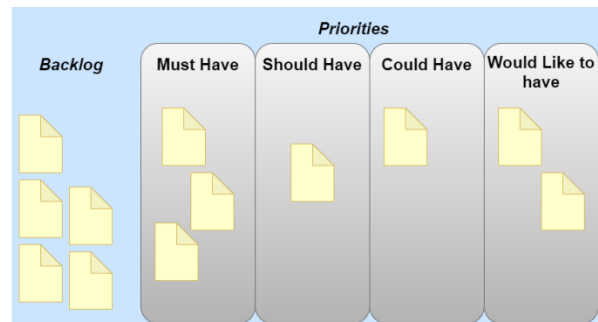 Priorities
Backlog
Must Have
Should Have
Could Have
Would Like to
have